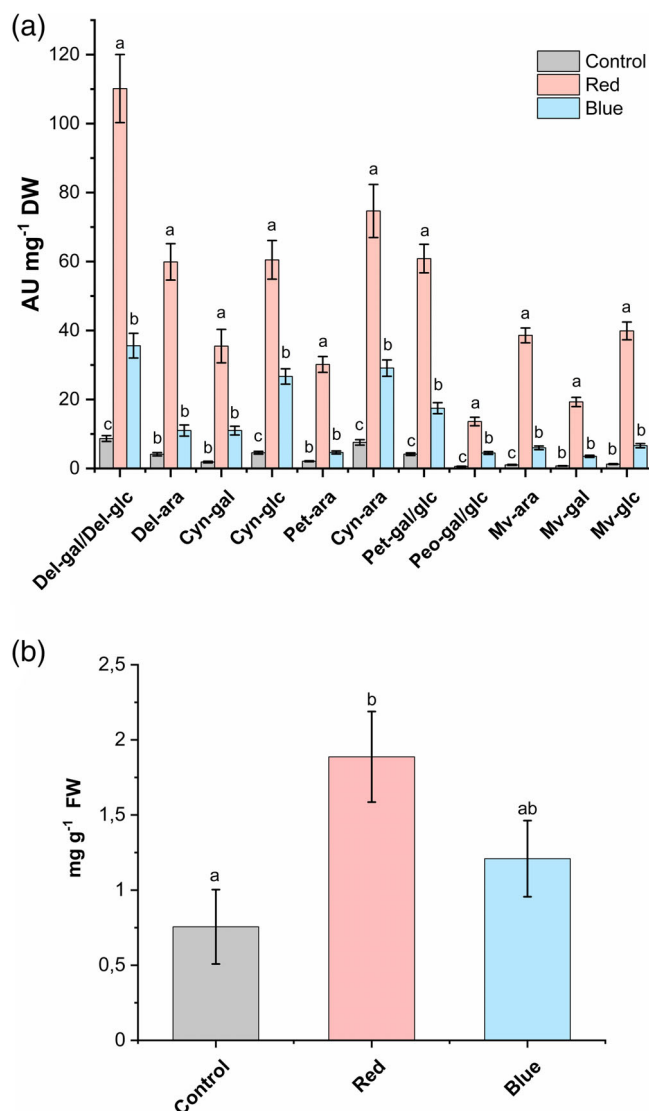 (a)
AU mg⁻¹ DW
120
100
80
60
40
20
0
Control
Red
Blue
a
b
c
a
b
b
a
b
b
a
b
c
a
b
b
a
b
c
a
b
c
a
b
c
a
b
c
a
b
b
a
b
b
Del-gal/Del-glc
Del-ara
Cyn-gal
Cyn-glc
Pet-ara
Cyn-ara
Pet-gal/glc
Peo-gal/glc
Mv-ara
Mv-gal
Mv-glc
(b)
mg g⁻¹ FW
2,5
2
1,5
1
0,5
0
a
b
ab
Control
Red
Blue